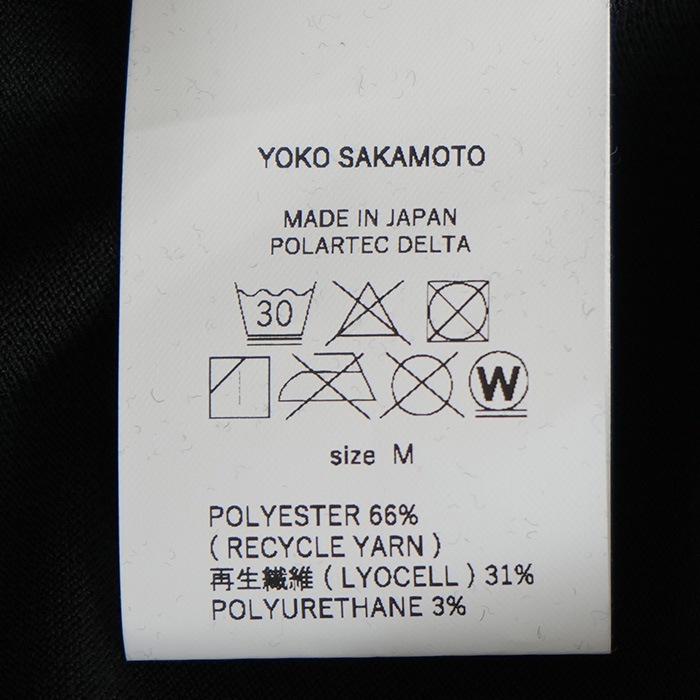 YOKO SAKAMOTO
MADE IN JAPAN
POLARTEC DELTA
30
W
size M
POLYESTER 66%
( RECYCLE YARN )
再生繊維 ( LYOCELL ) 31%
POLYURETHANE 3%